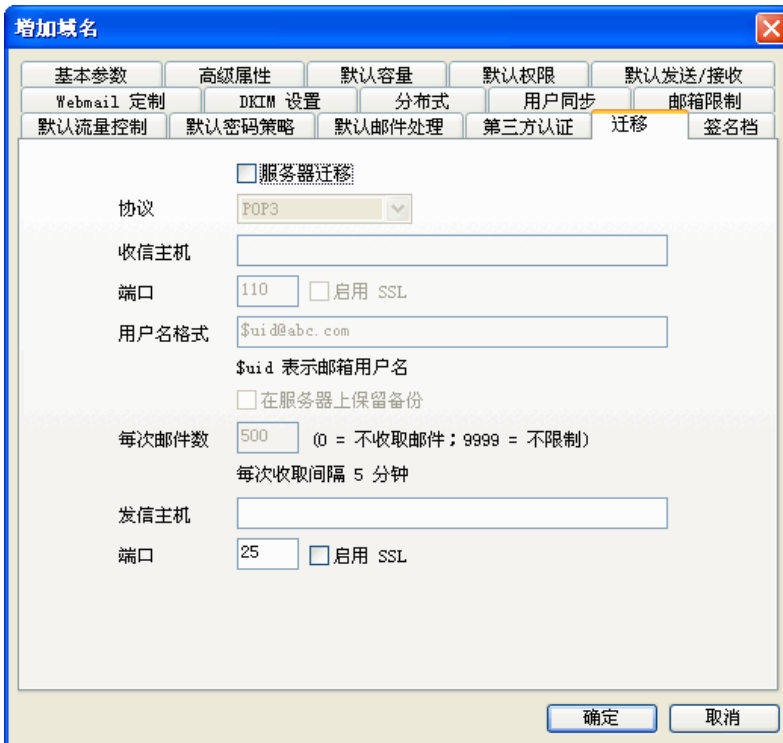 增加域名
基本参数 高级属性 默认容量 默认权限 默认发送/接收
Webmail 定制 DKIM 设置 分布式 用户同步 邮箱限制
默认流量控制 默认密码策略 默认邮件处理 第三方认证 迁移 签名档
服务器迁移
协议 POP3
收信主机
端口 110 启用 SSL
用户名格式 $uid@abc.com
$uid 表示邮箱用户名
在服务器上保留备份
每次邮件数 500 (0 = 不收取邮件；9999 = 不限制)
每次收取间隔 5 分钟
发信主机
端口 25 启用 SSL
确定 取消